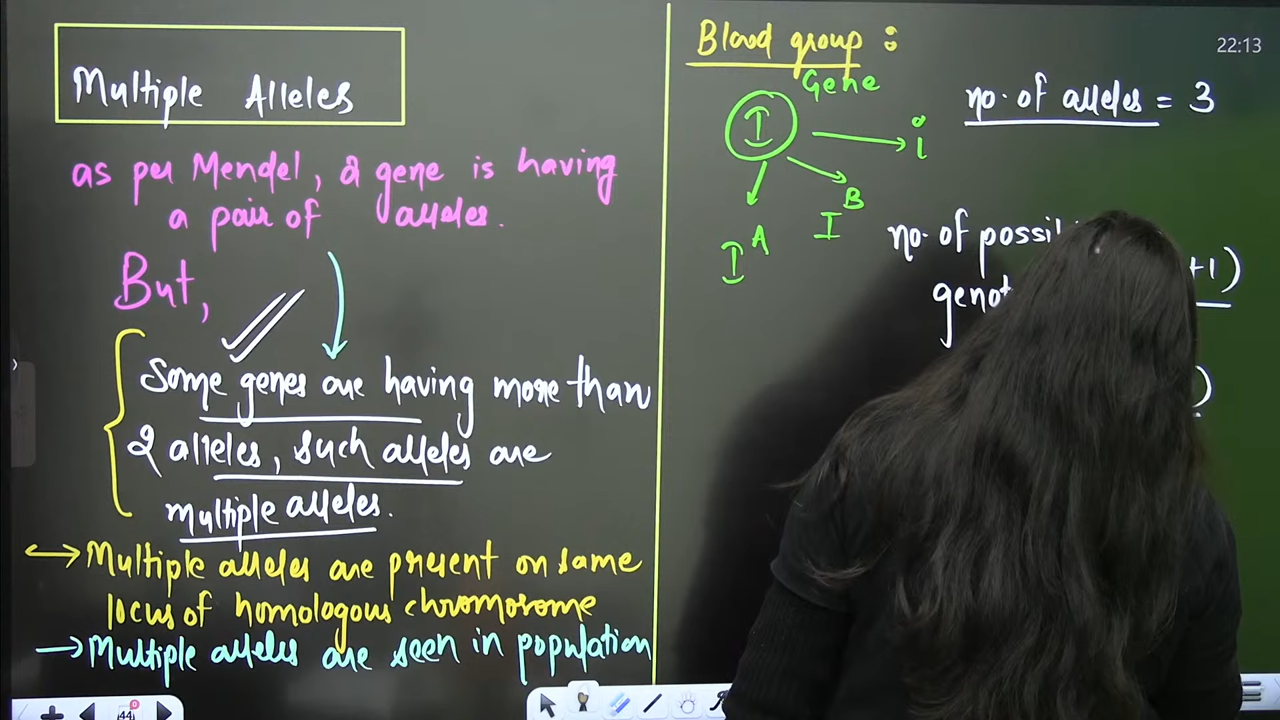 Multiple Alleles
as per Mendel, a gene is having
a pair of alleles.
But,
Some genes are having more than
2 alleles, such alleles are
multiple alleles.
→ Multiple alleles are present on same
locus of homologous chromosome
→ Multiple alleles are seen in population
44
Blood group :
Gene
I
i
I^B
I^A
22:13
no. of alleles = 3
no. of
+1)
)